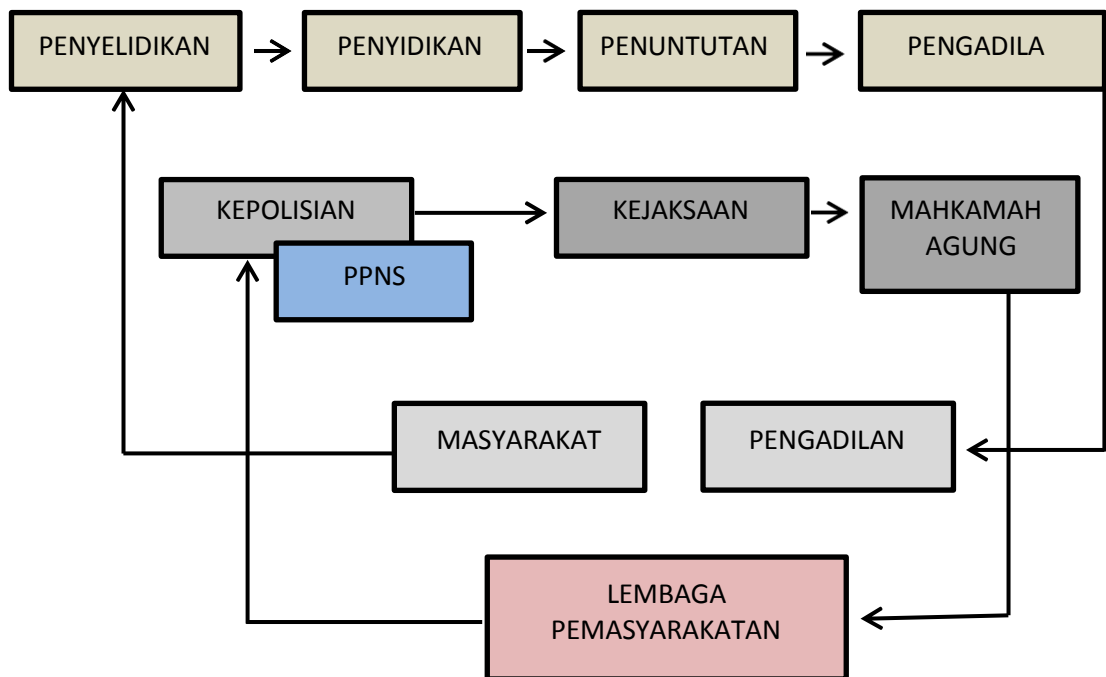 PENYELIDIKAN
PENYIDIKAN
PENUNTUTAN
PENGADILA
KEPOLISIAN
KEJAKSAAN
MAHKAMAH
AGUNG
PPNS
MASYARAKAT
PENGADILAN
LEMBAGA
PEMASYARAKATAN